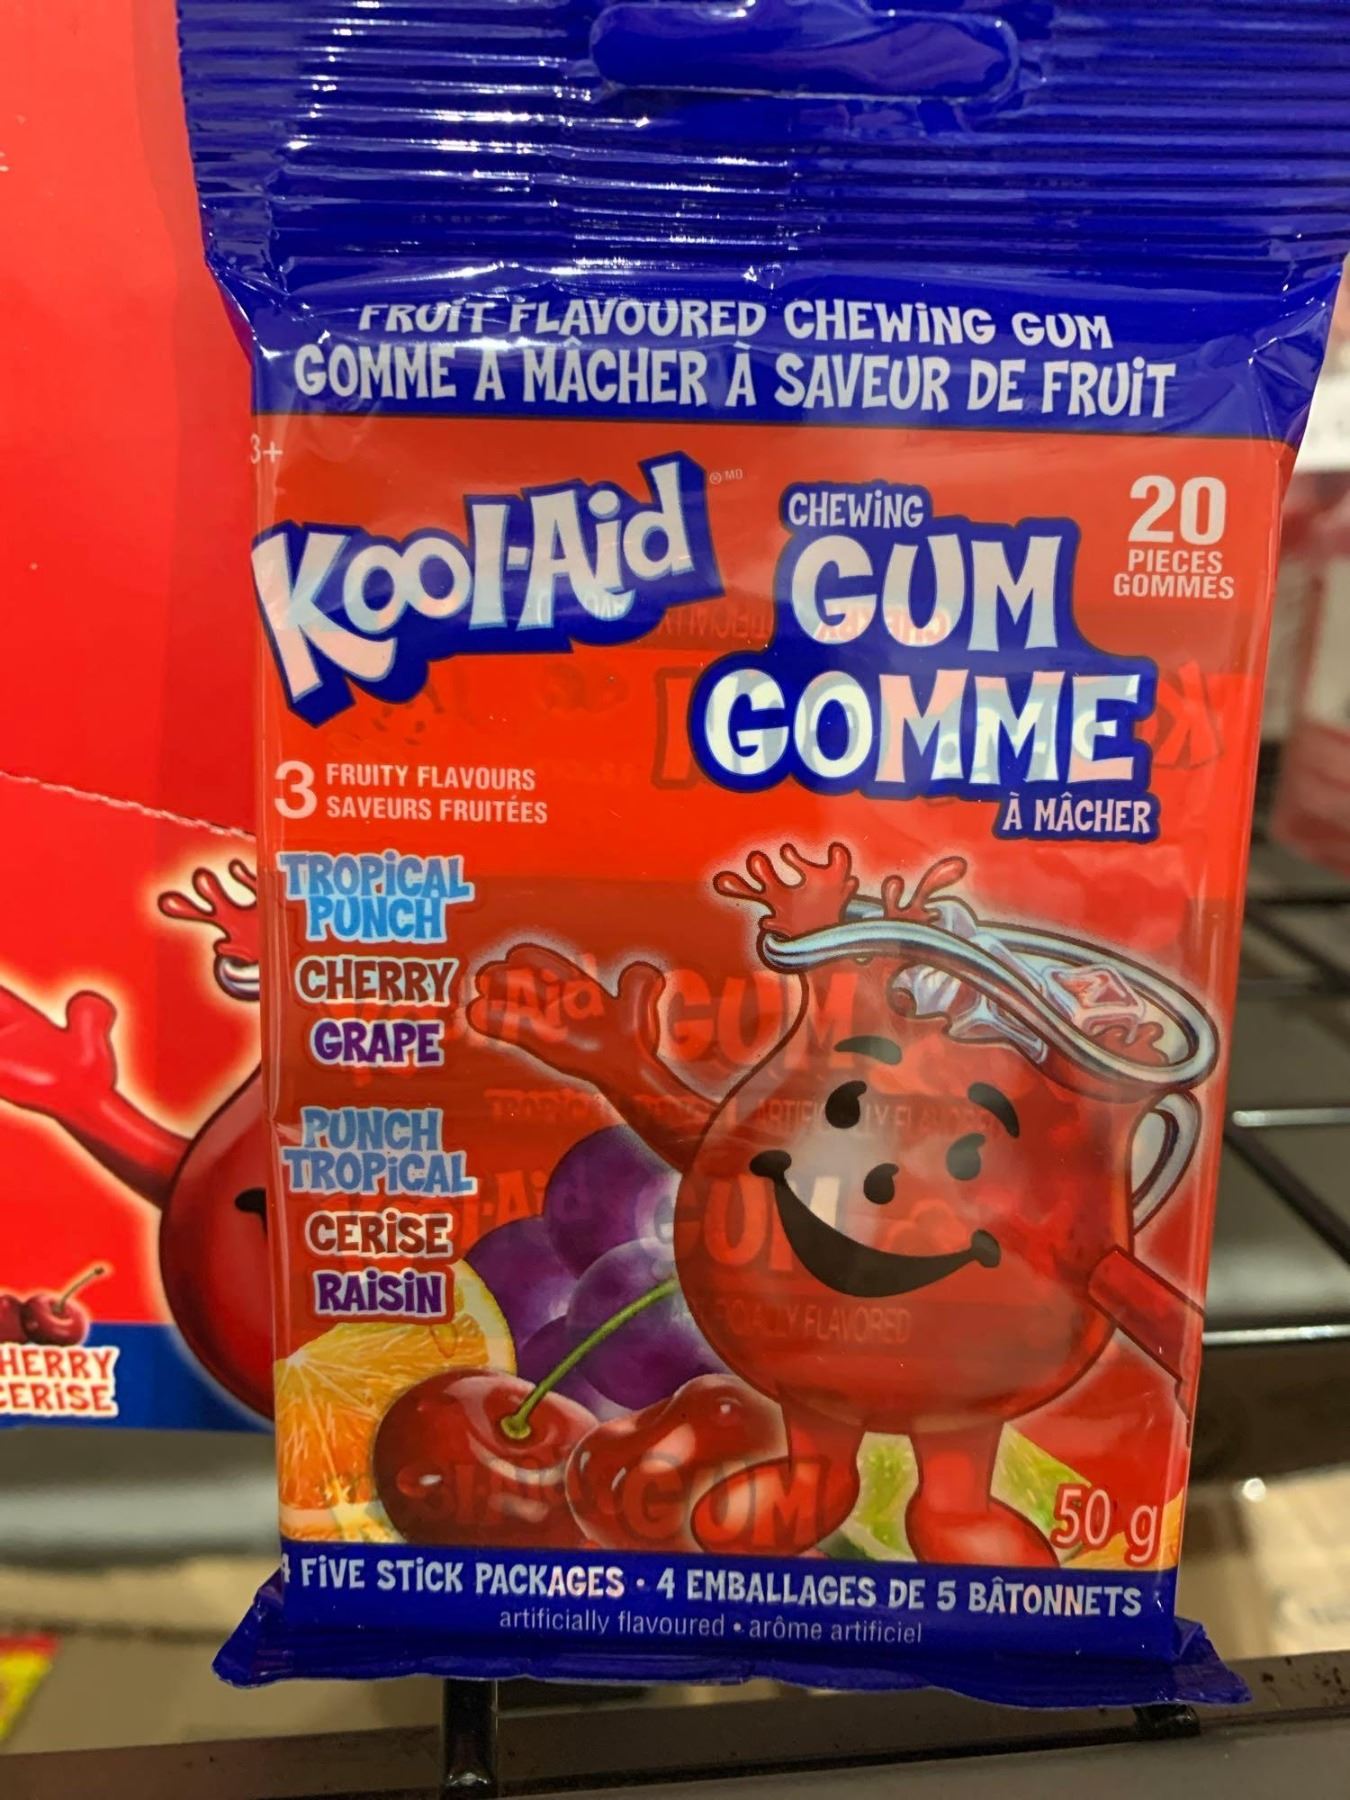 FRUIT FLAVOURED CHEWING GUM
GOMME À MÂCHER À SAVEUR DE FRUIT
3+
Kool-Aid
® MD
CHEWING
GUM
GOMME
À MÂCHER
20
PIECES
GOMMES
3 FRUITY FLAVOURS
SAVEURS FRUITÉES
TROPICAL
PUNCH
CHERRY
GRAPE
PUNCH
TROPICAL
CERISE
RAISIN
HERRY
CERISE
50 g
4 FIVE STICK PACKAGES • 4 EMBALLAGES DE 5 BÂTONNETS
artificially flavoured • arôme artificiel